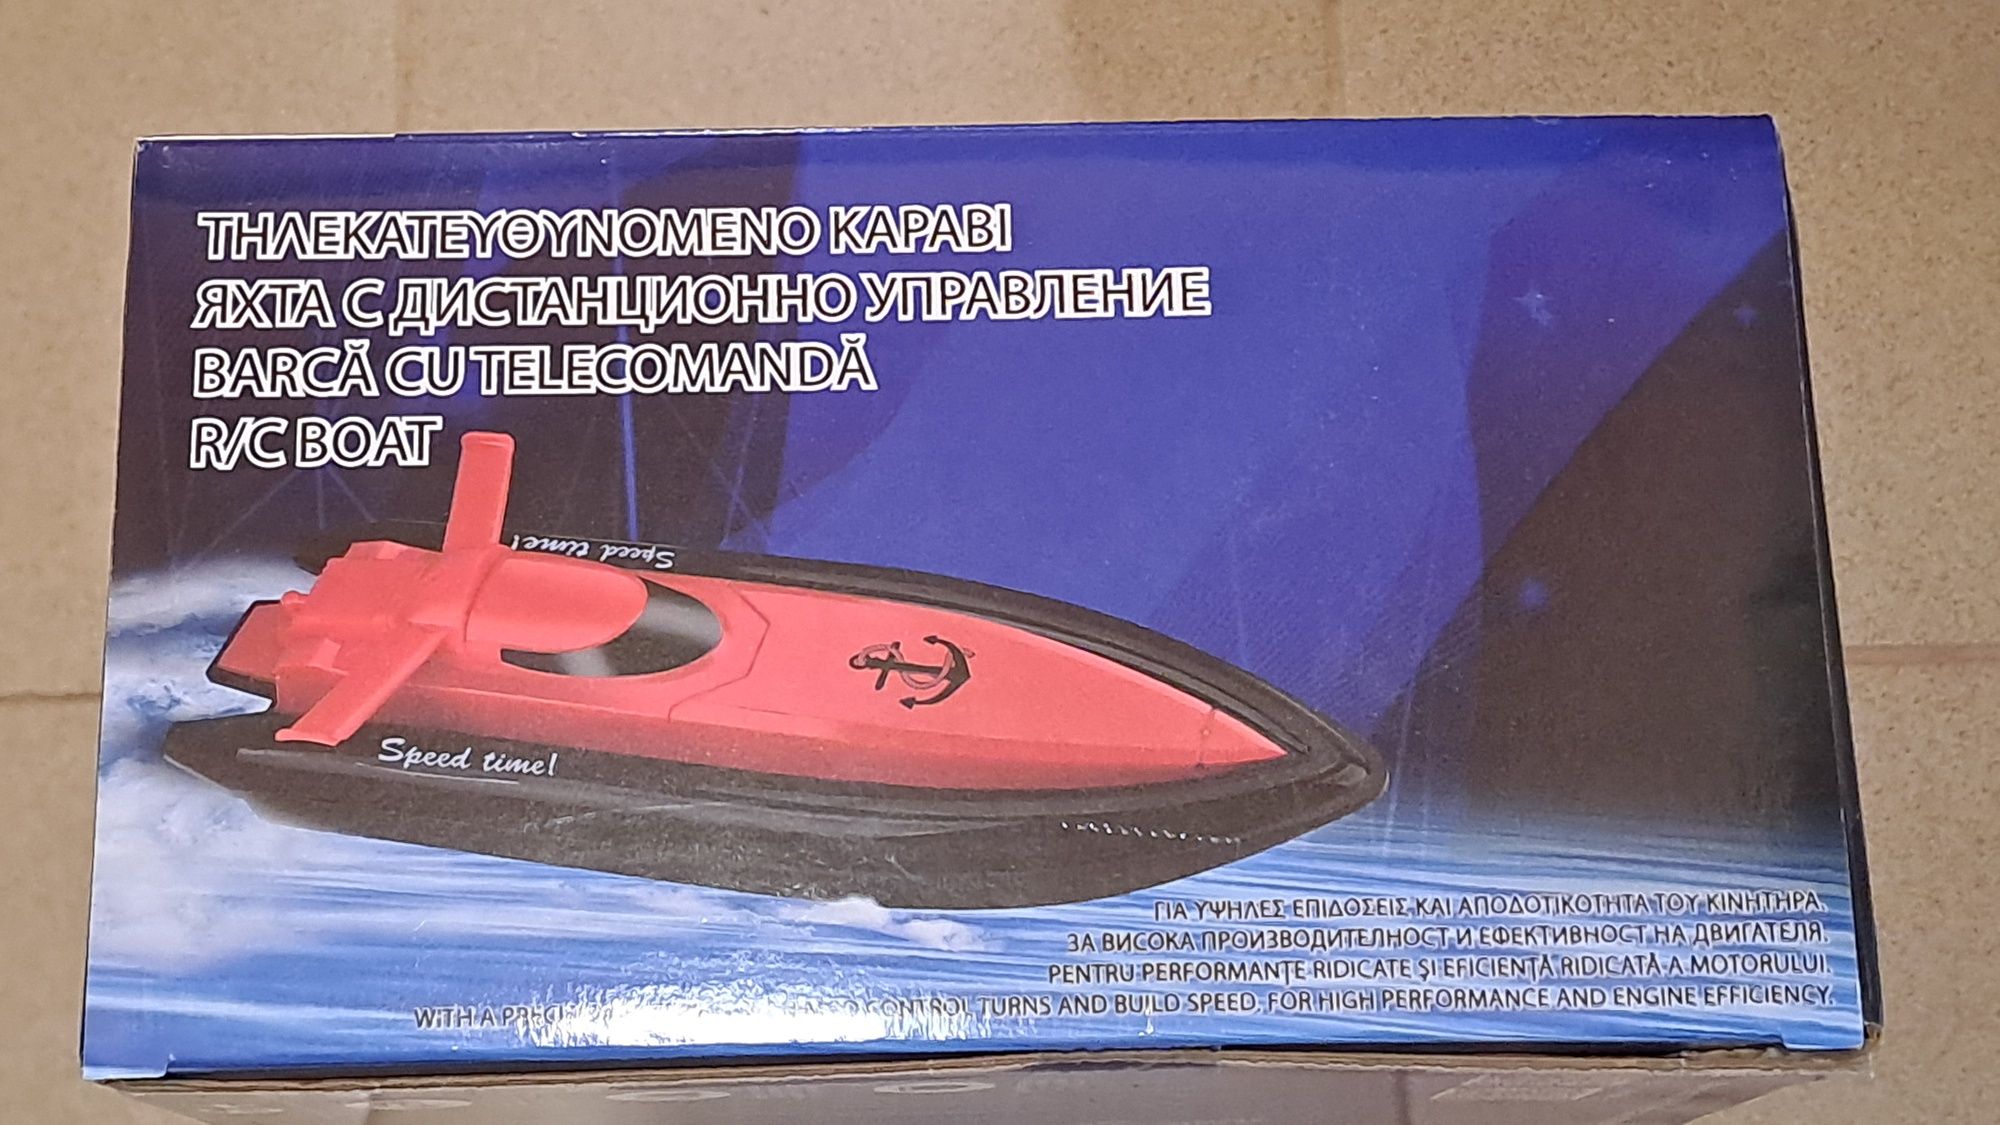 ΤΗΛΕΚΑΤΕΥΘΥΝΟΜΕΝΟ ΚΑΡΑΒΙ
ЯХТА С ДИСТАНЦИОННО УПРАВЛЕНИЕ
BARCĂ CU TELECOMANDĂ
R/C BOAT
Speed time!
Speed time!
ΓΙΑ ΥΨΗΛΕΣ ΕΠΙΔΟΣΕΙΣ ΚΑΙ ΑΠΟΔΟΤΙΚΟΤΗΤΑ ΤΟΥ ΚΙΝΗΤΗΡΑ.
ЗА ВИСОКА ПРОИЗВОДИТЕЛНОСТ И ЕФЕКТИВНОСТ НА ДВИГАТЕЛЯ.
PENTRU PERFORMANȚE RIDICATE ȘI EFICIENȚĂ RIDICATĂ A MOTORULUI.
WITH A CONTROL TURNS AND BUILD SPEED, FOR HIGH PERFORMANCE AND ENGINE EFFICIENCY.